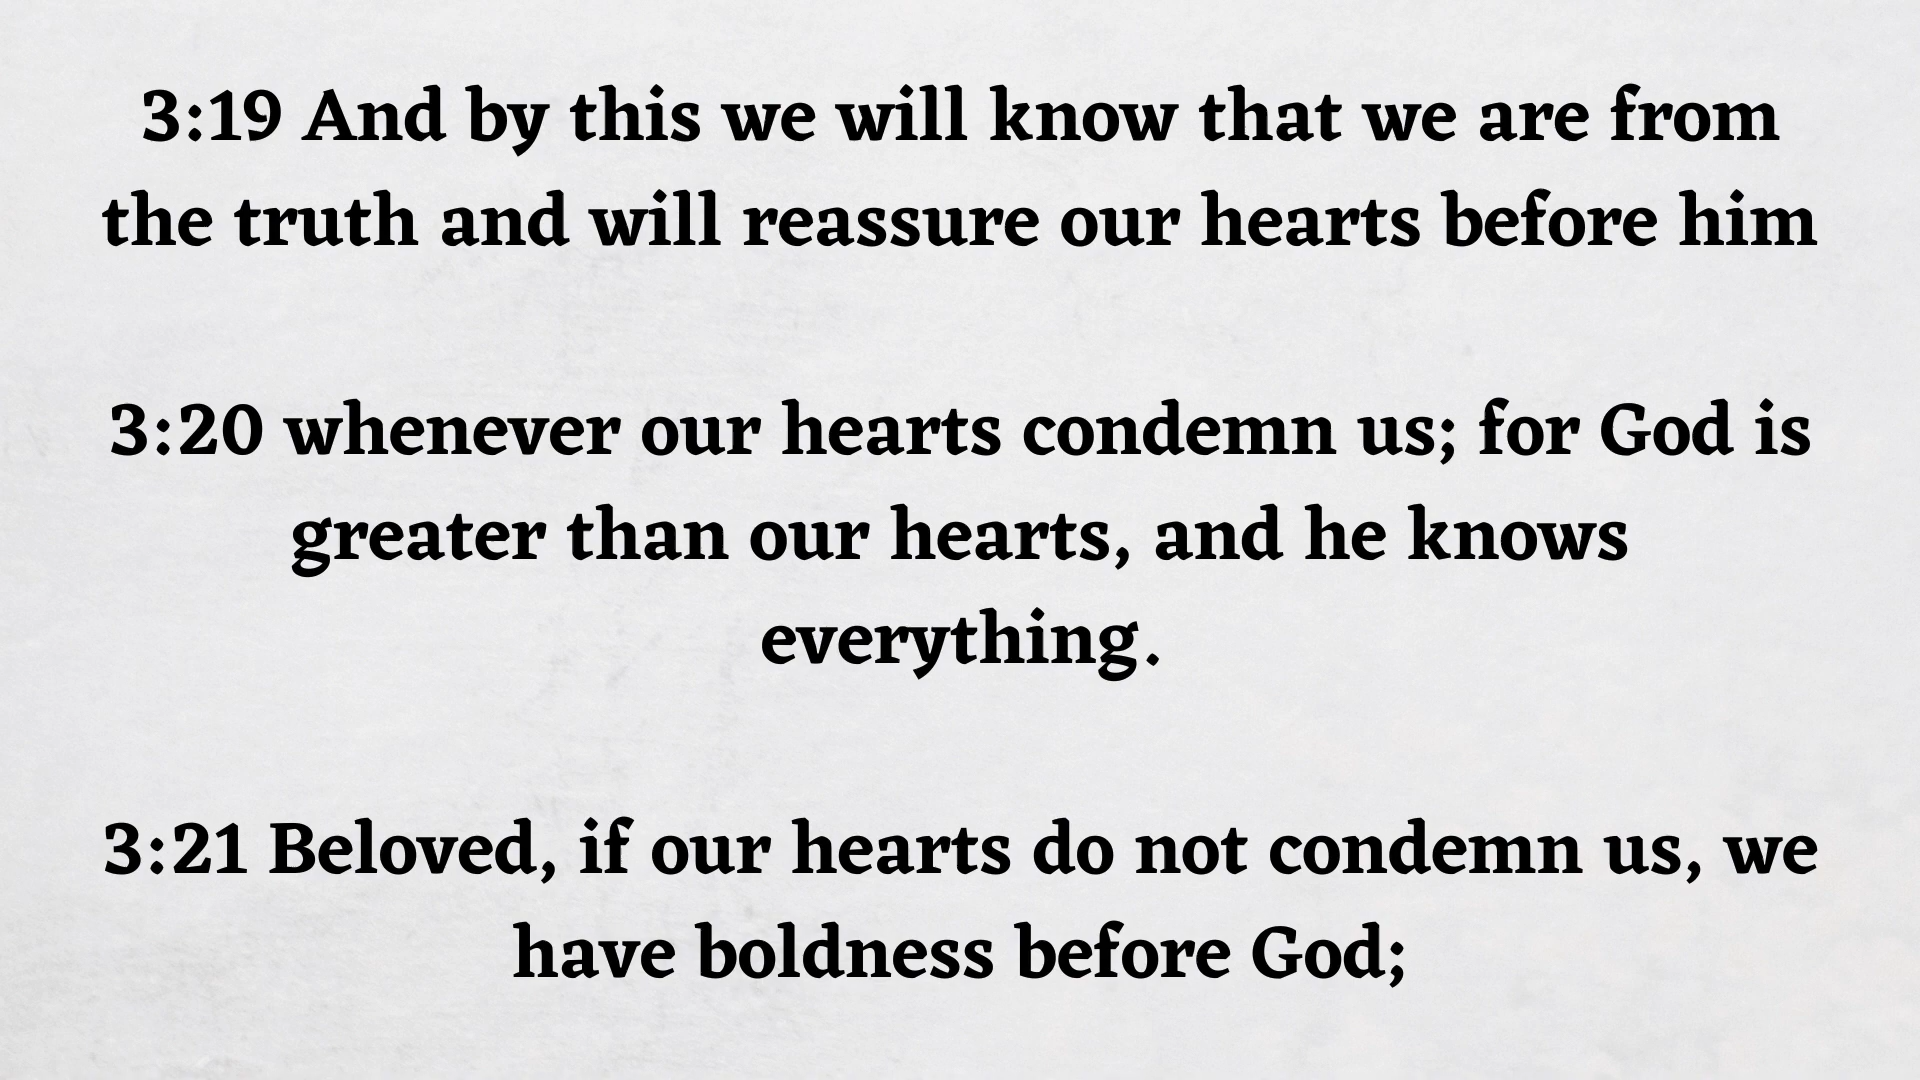 3:19 And by this we will know that we are from
the truth and will reassure our hearts before him
3:20 whenever our hearts condemn us; for God is
greater than our hearts, and he knows
everything.
3:21 Beloved, if our hearts do not condemn us, we
have boldness before God;